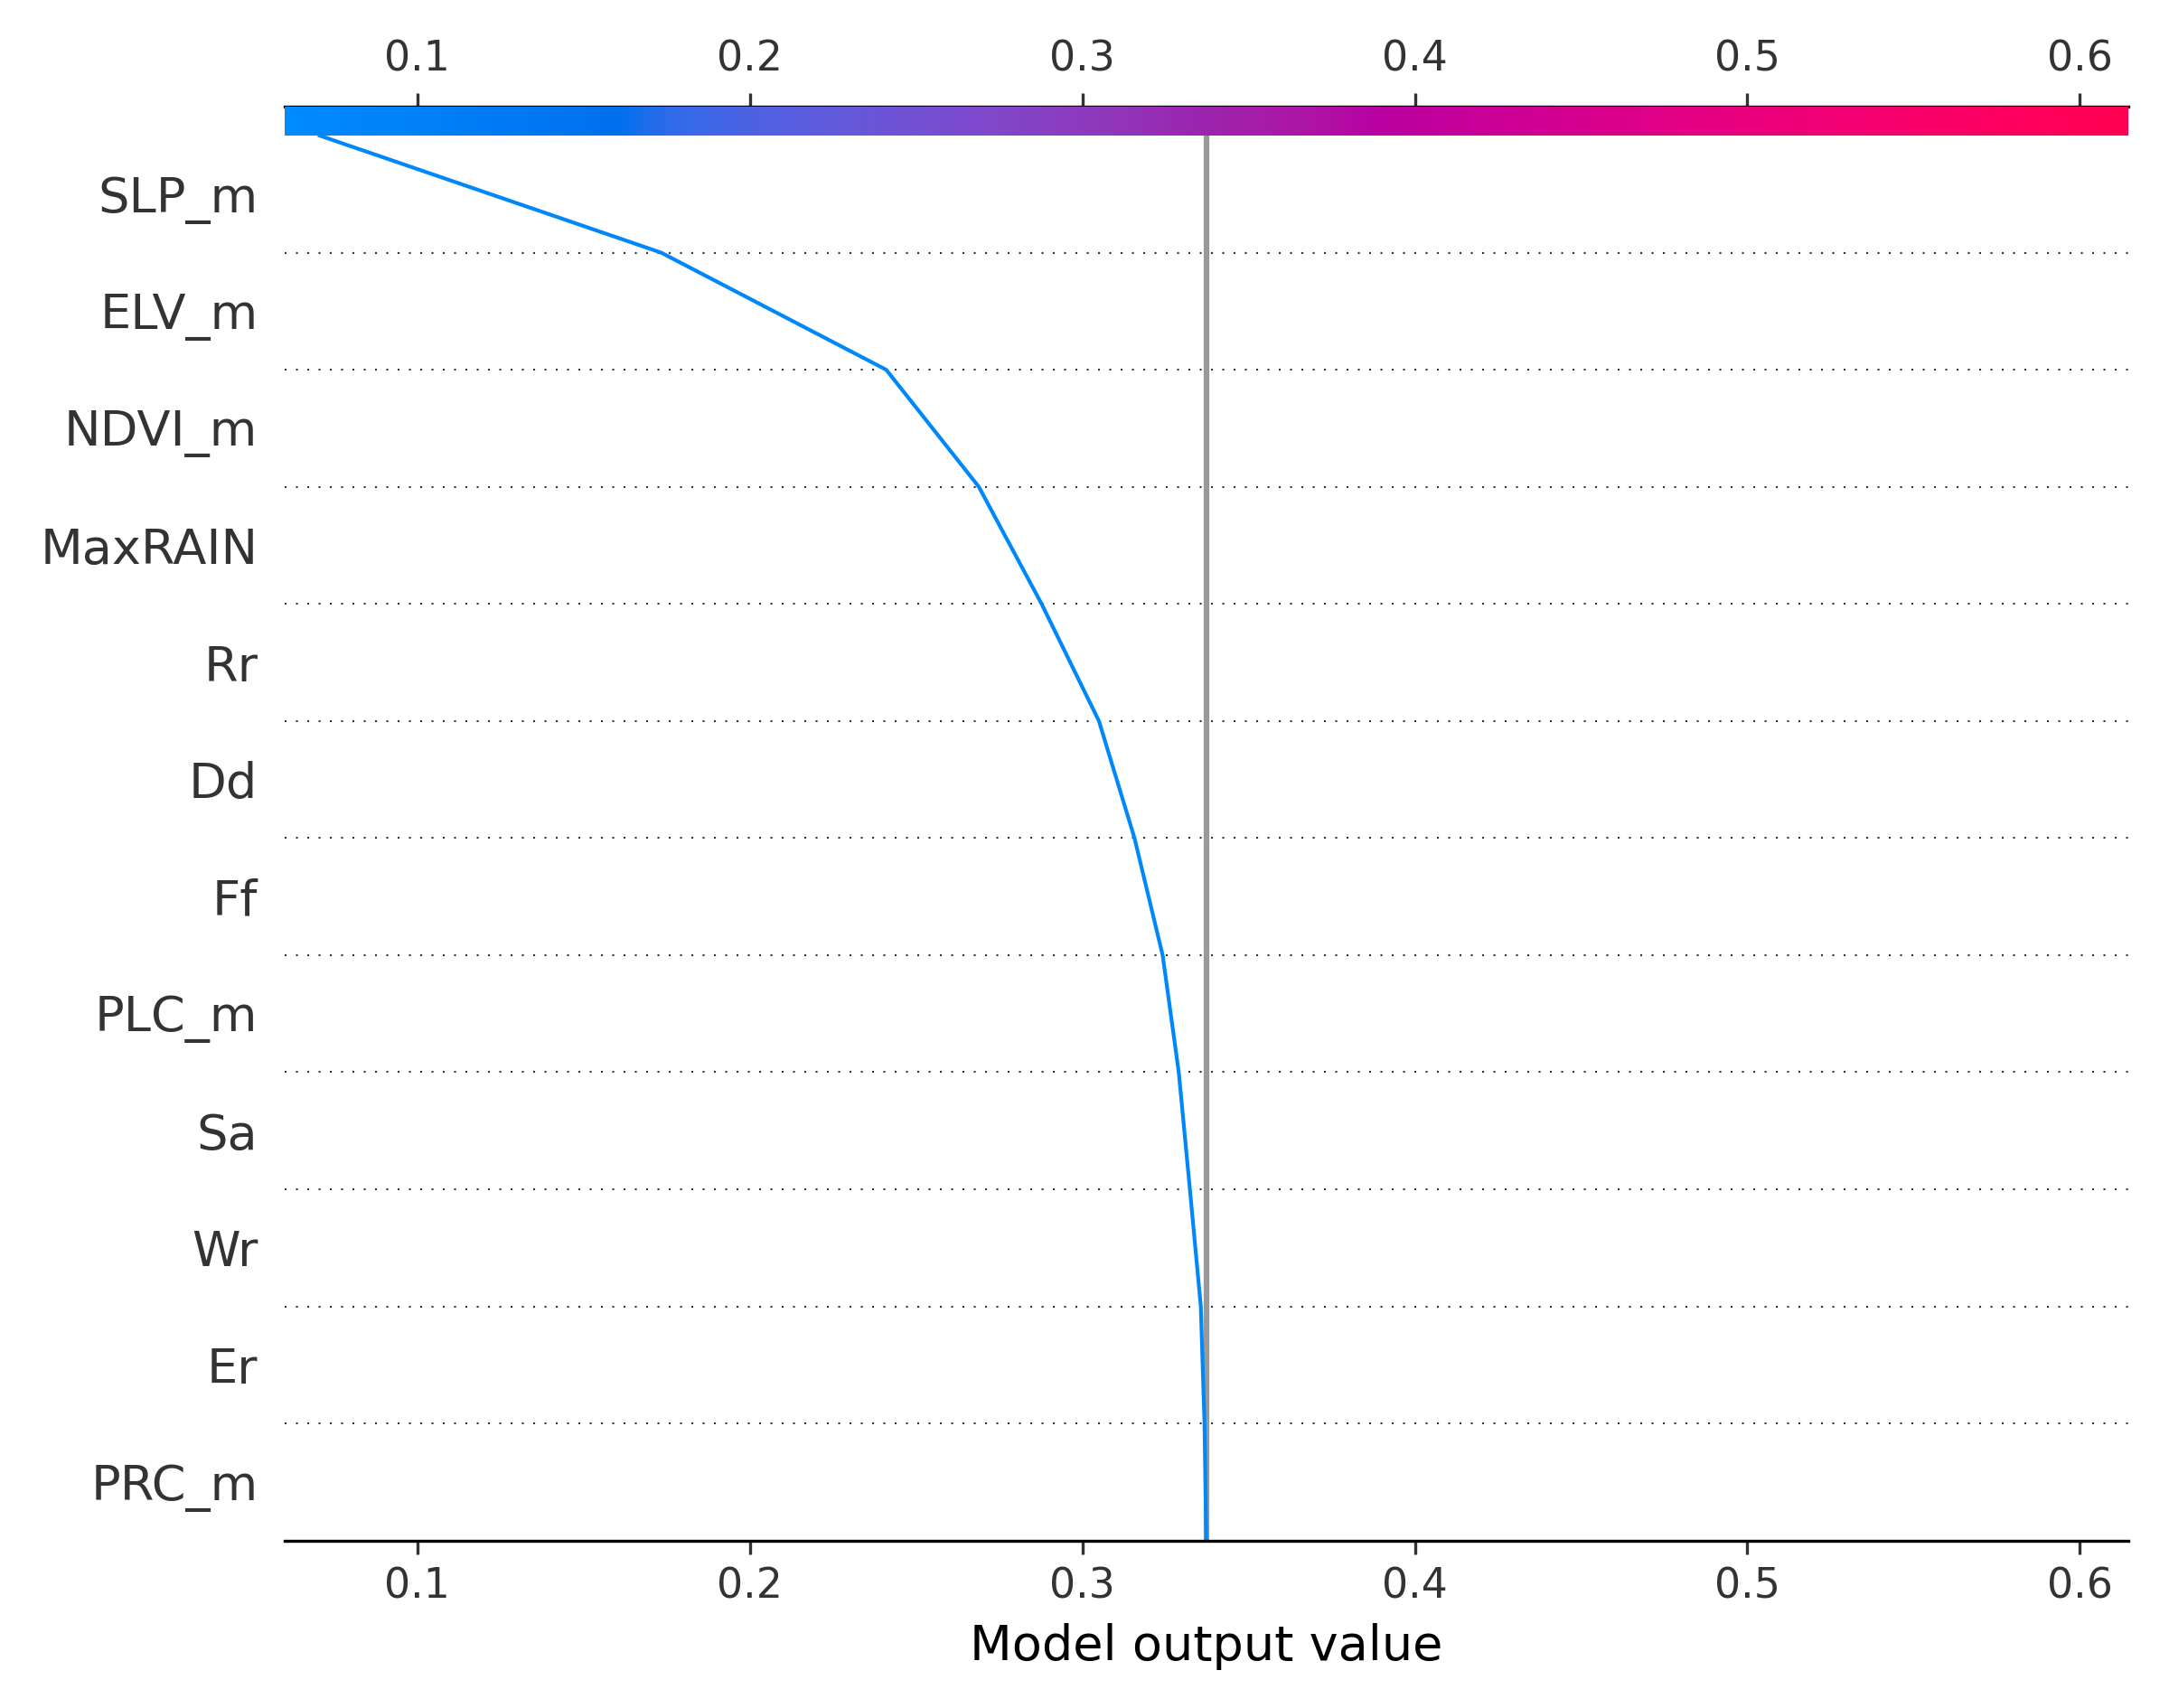 0.1 0.2 0.3 0.4 0.5 0.6
SLP_m
ELV_m
NDVI_m
MaxRAIN
Rr
Dd
Ff
PLC_m
Sa
Wr
Er
PRC_m
0.1 0.2 0.3 0.4 0.5 0.6
Model output value